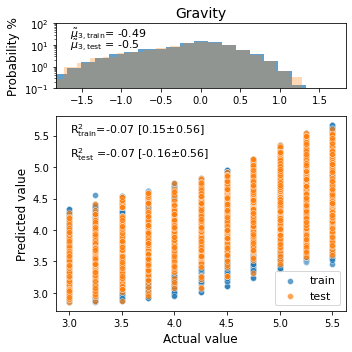 Gravity
Probability %
10²
10¹
10⁰
10⁻¹
μ̃₃,train= -0.49
μ̃₃,test = -0.5
−1.5 −1.0 −0.5 0.0 0.5 1.0 1.5
Predicted value
5.5
5.0
4.5
4.0
3.5
3.0
R²train=-0.07 [0.15±0.56]
R²test =-0.07 [-0.16±0.56]
train
test
3.0 3.5 4.0 4.5 5.0 5.5
Actual value